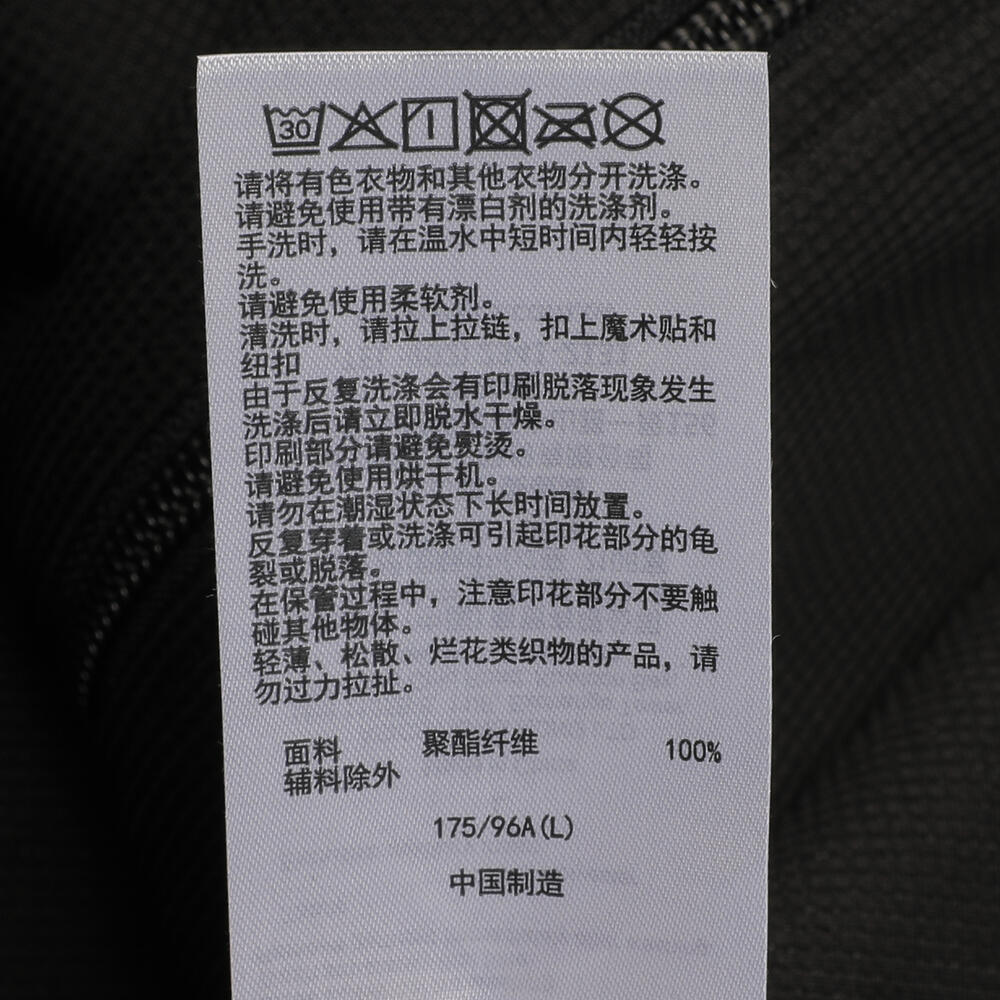 30
请将有色衣物和其他衣物分开洗涤。
请避免使用带有漂白剂的洗涤剂。
手洗时，请在温水中短时间内轻轻按
洗。
请避免使用柔软剂。
清洗时，请拉上拉链，扣上魔术贴和
纽扣
由于反复洗涤会有印刷脱落现象发生
洗涤后请立即脱水干燥。
印刷部分请避免熨烫。
请避免使用烘干机。
请勿在潮湿状态下长时间放置。
反复穿着或洗涤可引起印花部分的龟
裂或脱落。
在保管过程中，注意印花部分不要触
碰其他物体。
轻薄、松散、烂花类织物的产品，请
勿过力拉扯。
面料 聚酯纤维 100%
辅料除外
175/96A(L)
中国制造